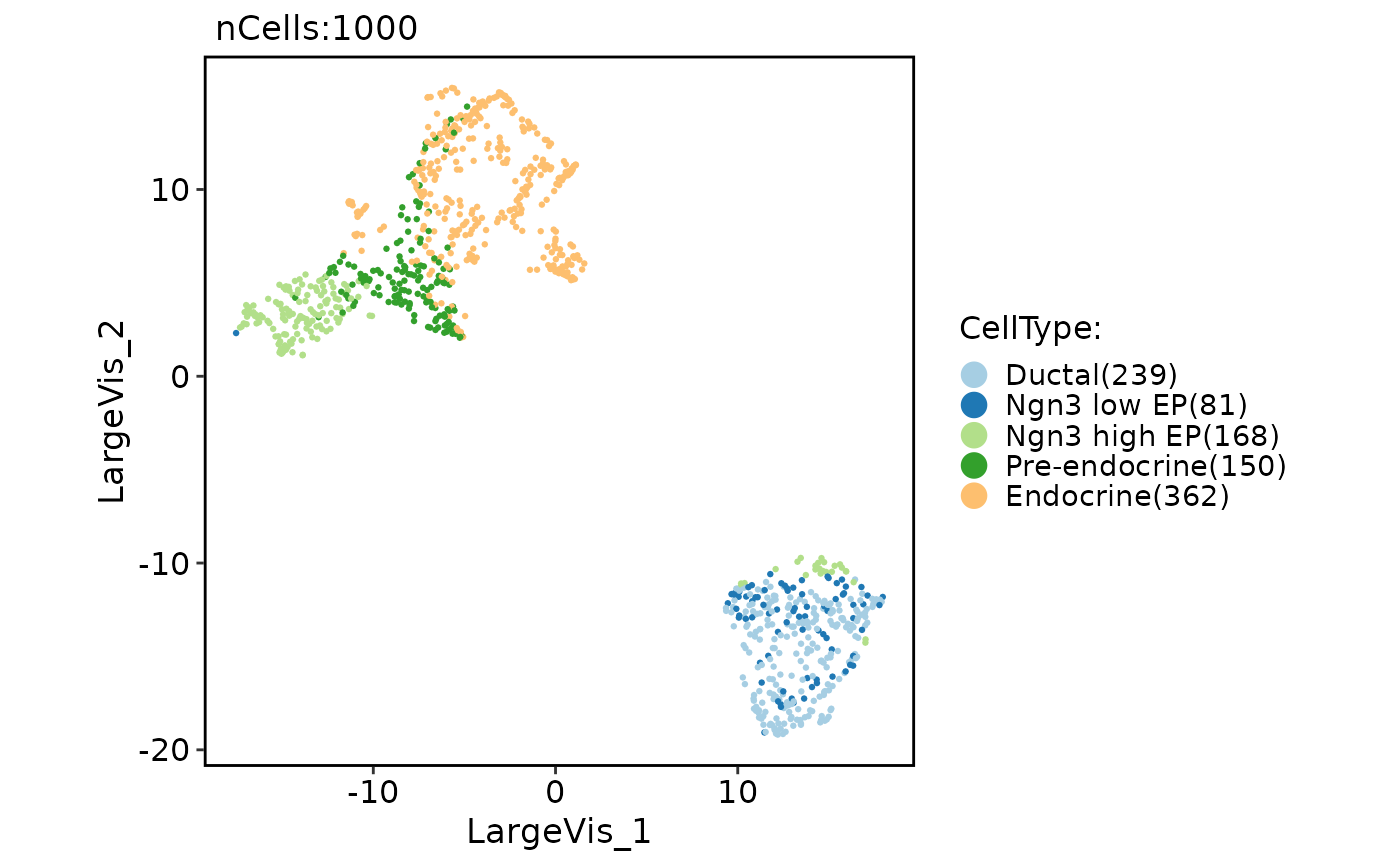 nCells:1000
10
0
-10
-20
LargeVis_2
-10
0
10
LargeVis_1
CellType:
Ductal(239)
Ngn3 low EP(81)
Ngn3 high EP(168)
Pre-endocrine(150)
Endocrine(362)